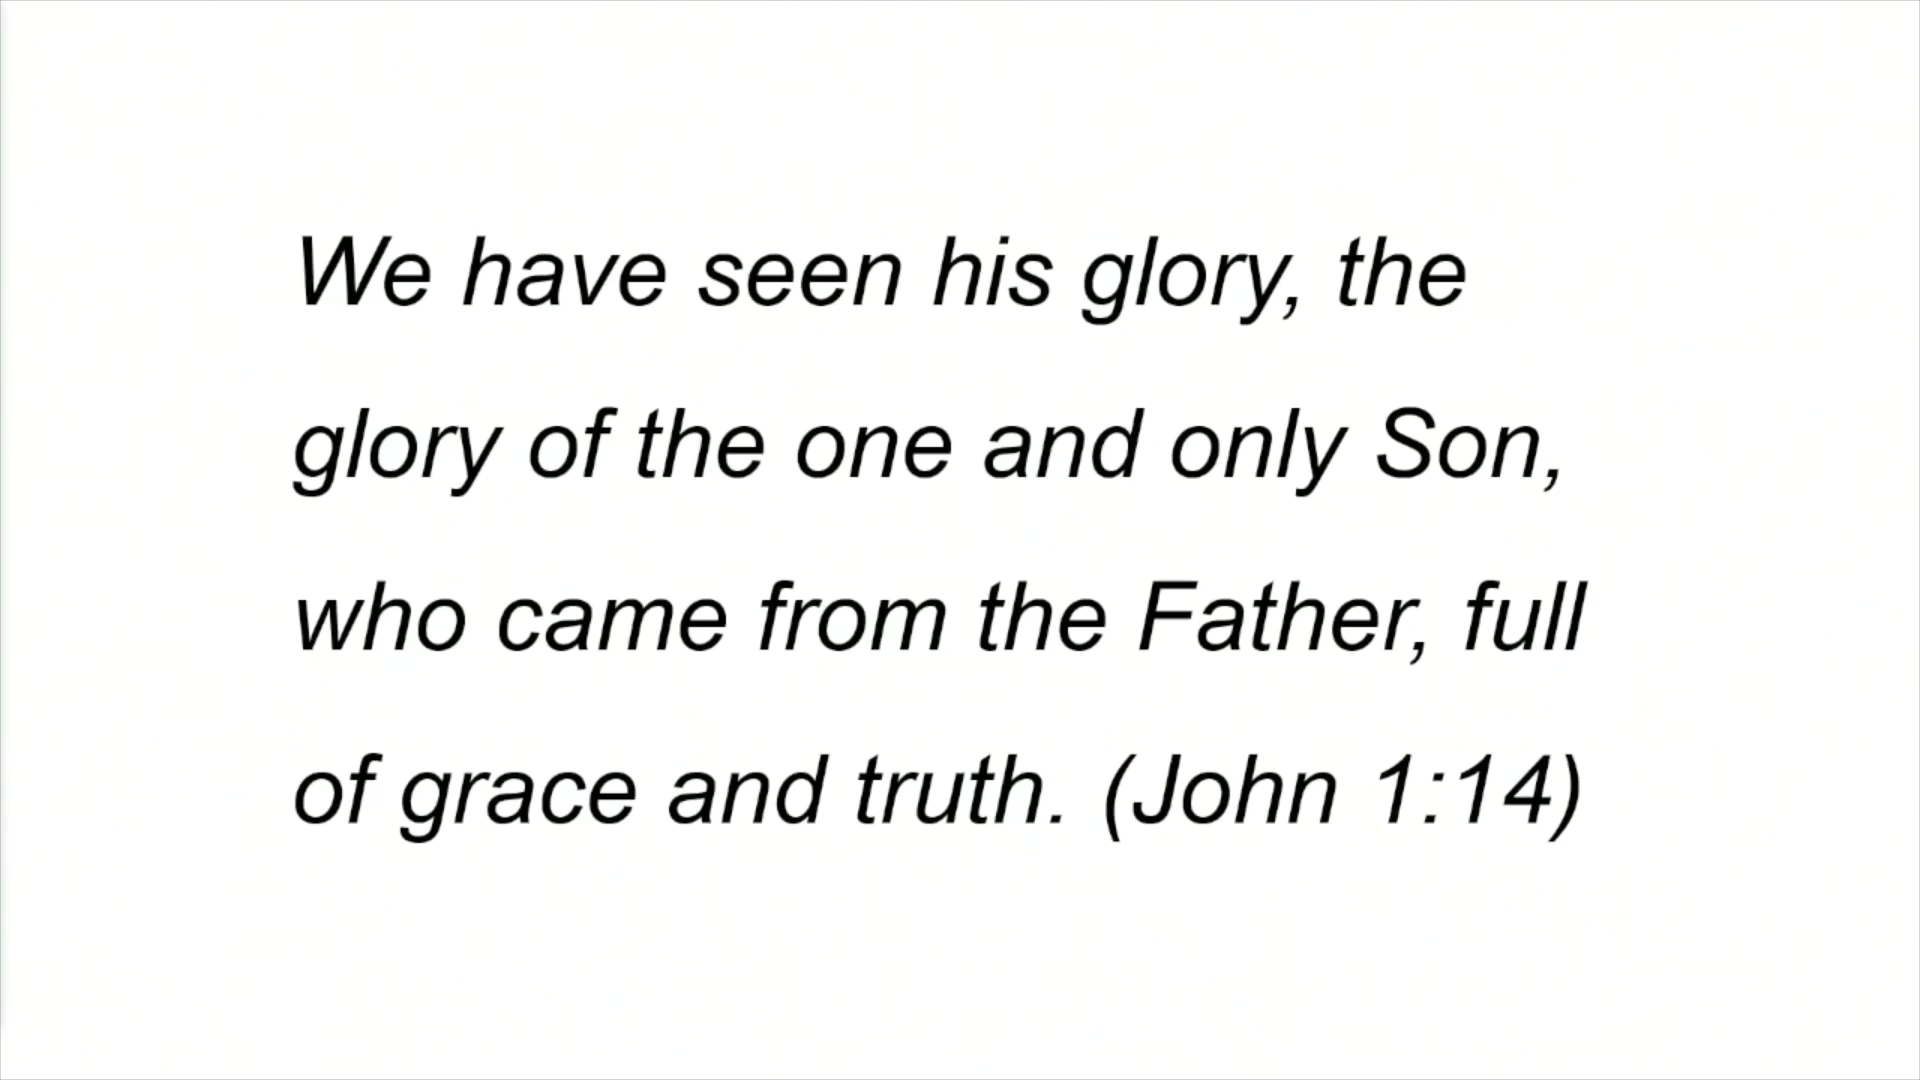 We have seen his glory, the
glory of the one and only Son,
who came from the Father, full
of grace and truth. (John 1:14)